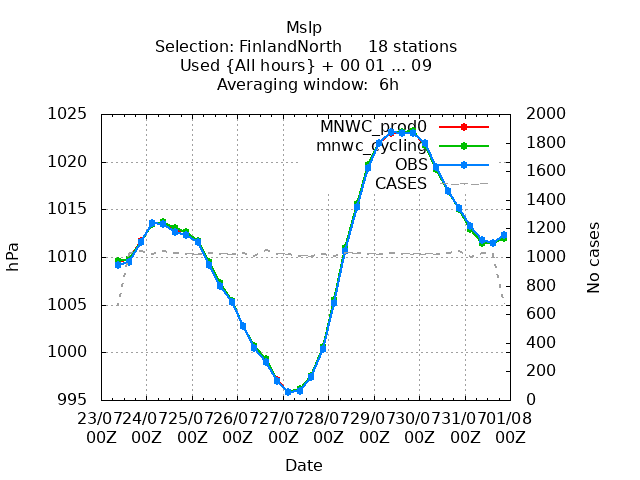 Mslp
Selection: FinlandNorth 18 stations
Used {All hours} + 00 01 ... 09
Averaging window: 6h
1025 2000
MNWC_prod0
1800
mnwc_cycling
1020
OBS
1600
CASES
1400
1015
1200
1010 1000
hPa
No cases
800
1005
600
1000
400
200
995 0
23/07 24/07 25/07 26/07 27/07 28/07 29/07 30/07 31/07 01/08
00Z 00Z 00Z 00Z 00Z 00Z 00Z 00Z 00Z 00Z
Date